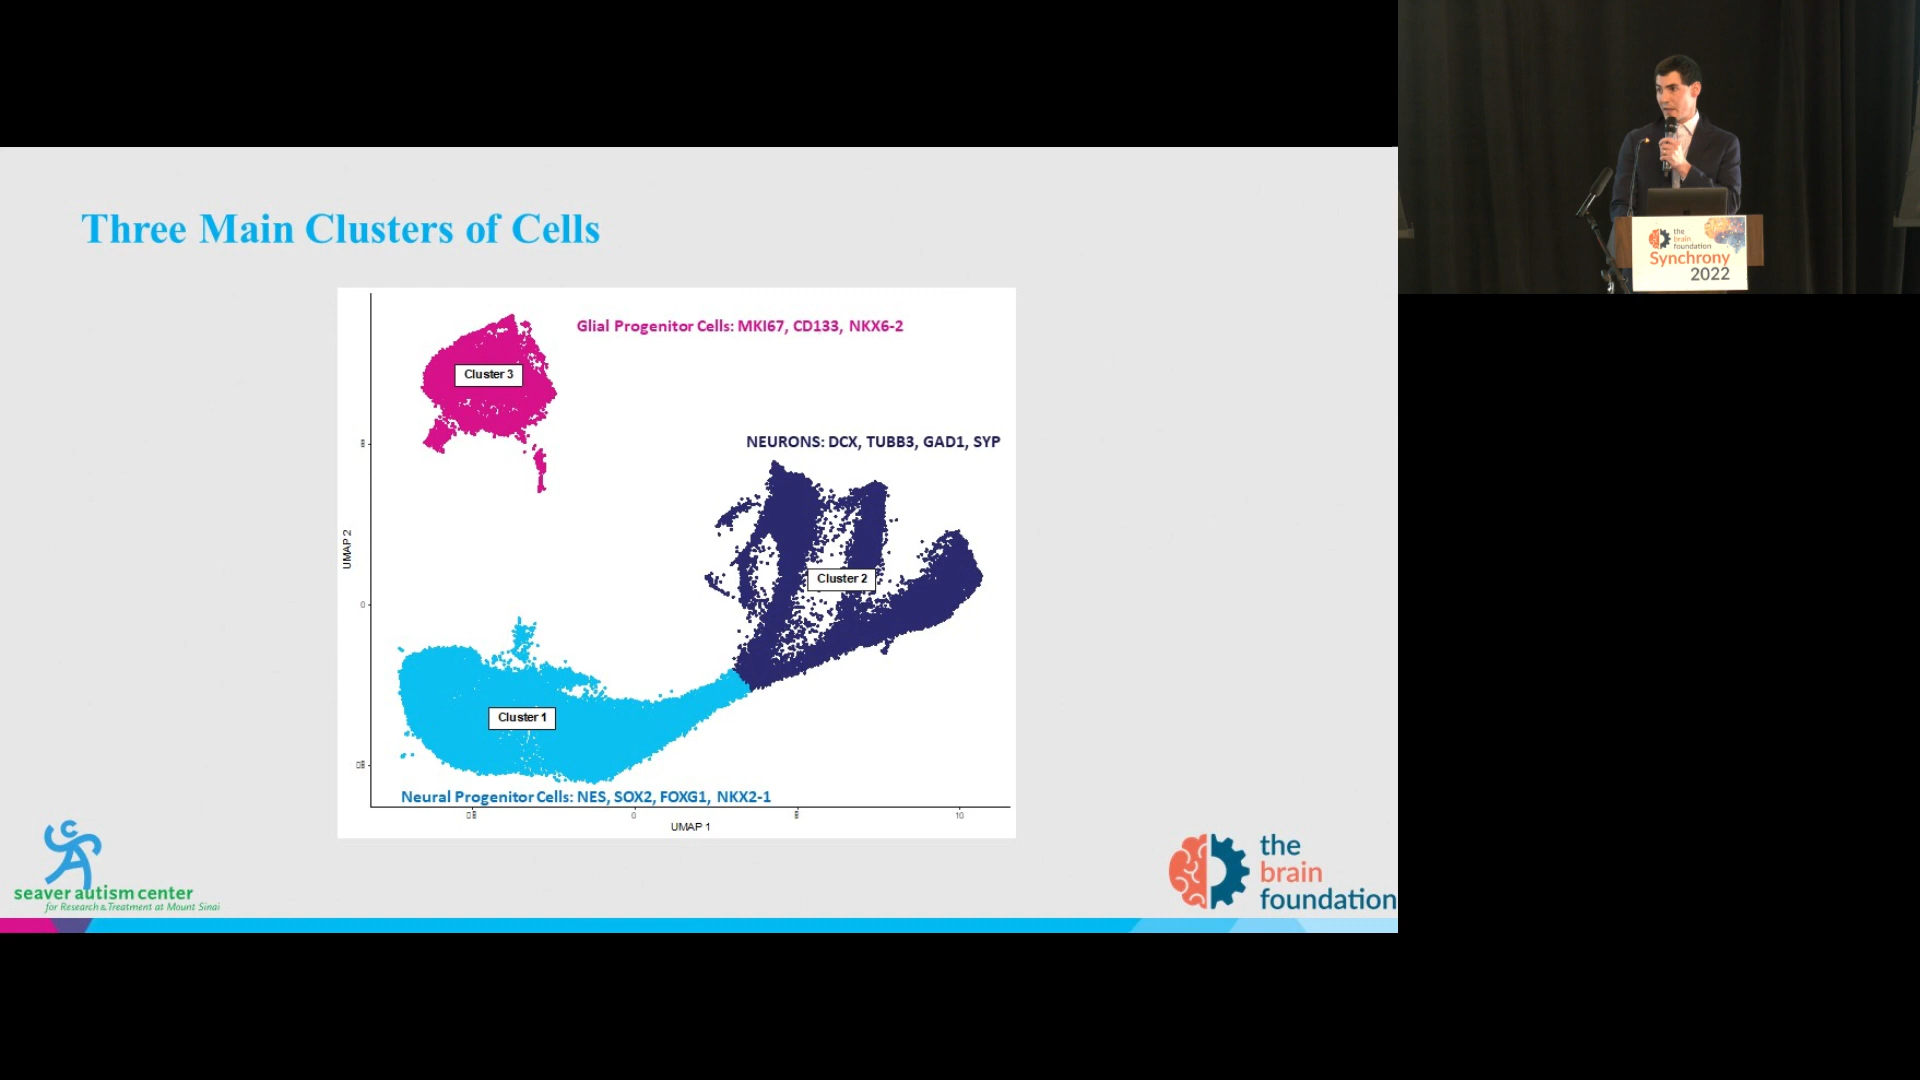 Three Main Clusters of Cells
Glial Progenitor Cells: MKI67, CD133, NKX6-2
Cluster 3
NEURONS: DCX, TUBB3, GAD1, SYP
Cluster 2
UMAP 2
0
Cluster 1
Neural Progenitor Cells: NES, SOX2, FOXG1, NKX2-1
0
10
UMAP 1
seaver autism center
for Research & Treatment at Mount Sinai
the
brain
foundation
the
brain
foundation
Synchrony
2022